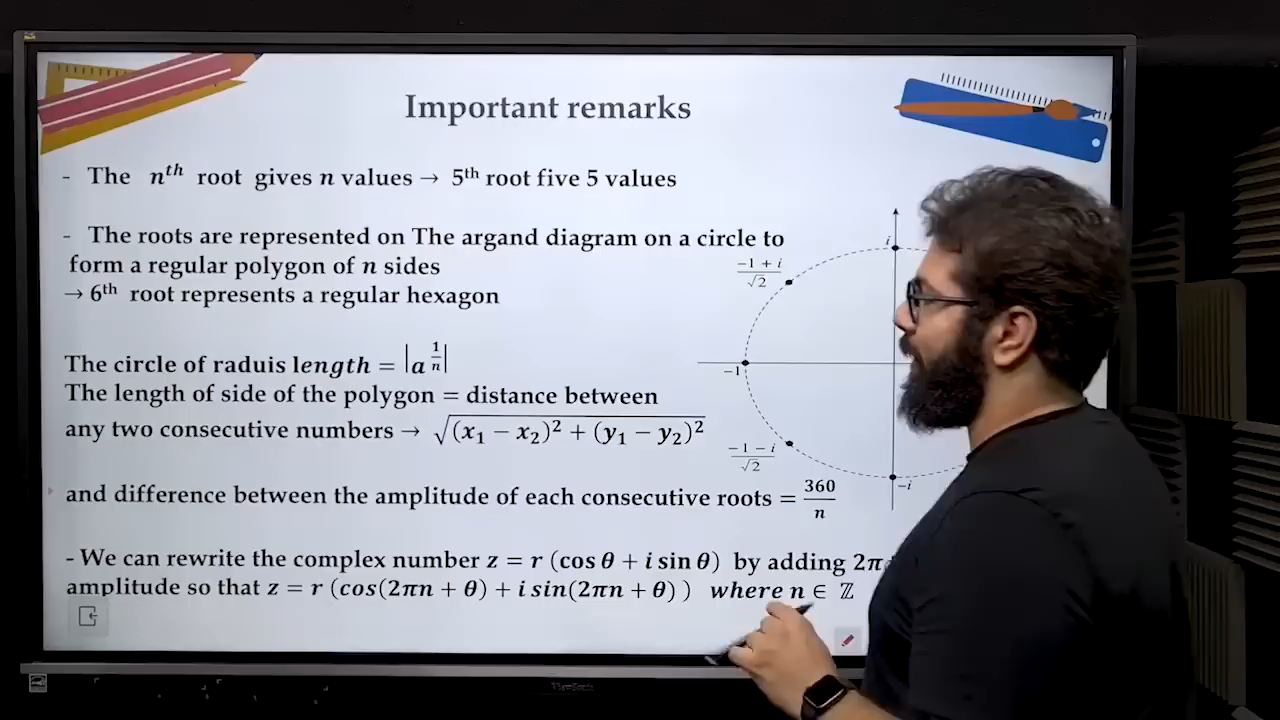 Important remarks
- The nᵗʰ root gives n values → 5ᵗʰ root five 5 values
- The roots are represented on The argand diagram on a circle to
form a regular polygon of n sides
→ 6ᵗʰ root represents a regular hexagon
The circle of raduis length = |a^(1/n)|
The length of side of the polygon = distance between
any two consecutive numbers → √((x₁ − x₂)² + (y₁ − y₂)²)
and difference between the amplitude of each consecutive roots = 360/n
- We can rewrite the complex number z = r (cos θ + i sin θ) by adding 2π
amplitude so that z = r (cos(2πn + θ) + i sin(2πn + θ) ) where n ∈ ℤ
i
(−1 + i)/√2
−1
(−1 − i)/√2
−i